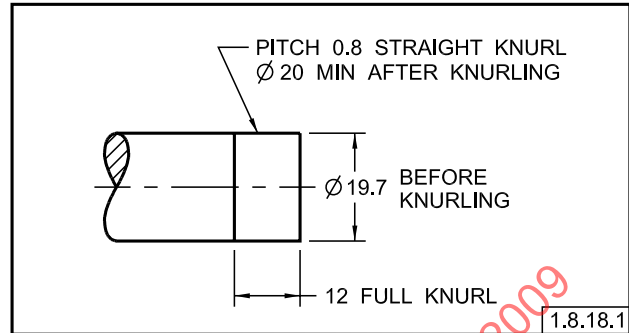 PITCH 0.8 STRAIGHT KNURL
Ø 20 MIN AFTER KNURLING
Ø 19.7 BEFORE
KNURLING
12 FULL KNURL
2009
1.8.18.1